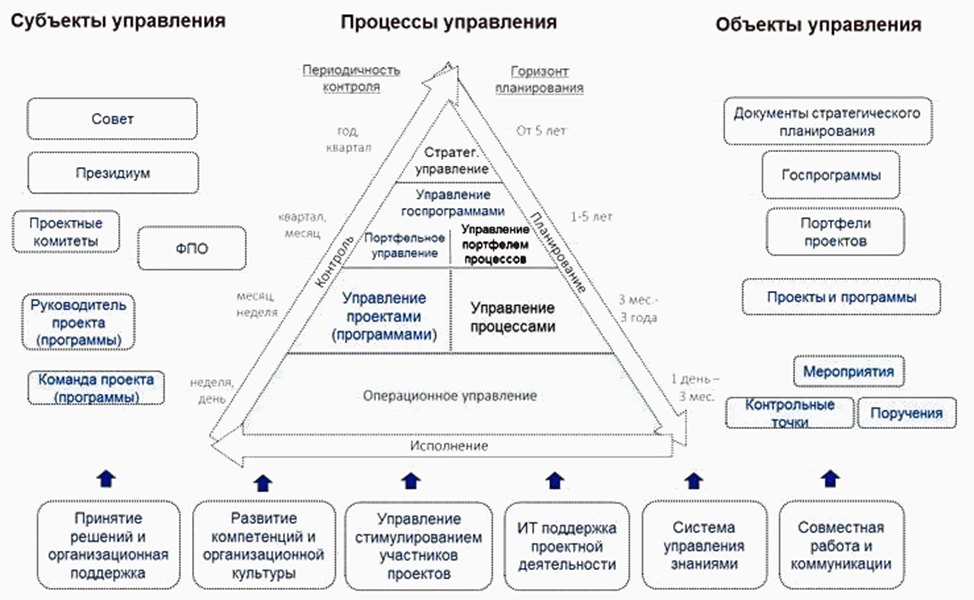 Субъекты управления
Процессы управления
Объекты управления
Периодичность
контроля
Горизонт
планирования
Совет
Президиум
Проектные
комитеты
ФПО
Руководитель
проекта
(программы)
Команда проекта
(программы)
год,
квартал
квартал,
месяц
месяц,
неделя
неделя,
день
Контроль
Стратег.
управление
Управление
госпрограммами
Портфельное
управление
Управление
портфелем
процессов
Управление
проектами
(программами)
Управление
процессами
Операционное управление
Исполнение
Планирование
От 5 лет
1-5 лет
3 мес.-
3 года
1 день –
3 мес.
Документы стратегического
планирования
Госпрограммы
Портфели
проектов
Проекты и программы
Мероприятия
Контрольные
точки
Поручения
Принятие
решений и
организационная
поддержка
Развитие
компетенций и
организационной
культуры
Управление
стимулированием
участников
проектов
ИТ поддержка
проектной
деятельности
Система
управления
знаниями
Совместная
работа и
коммуникации